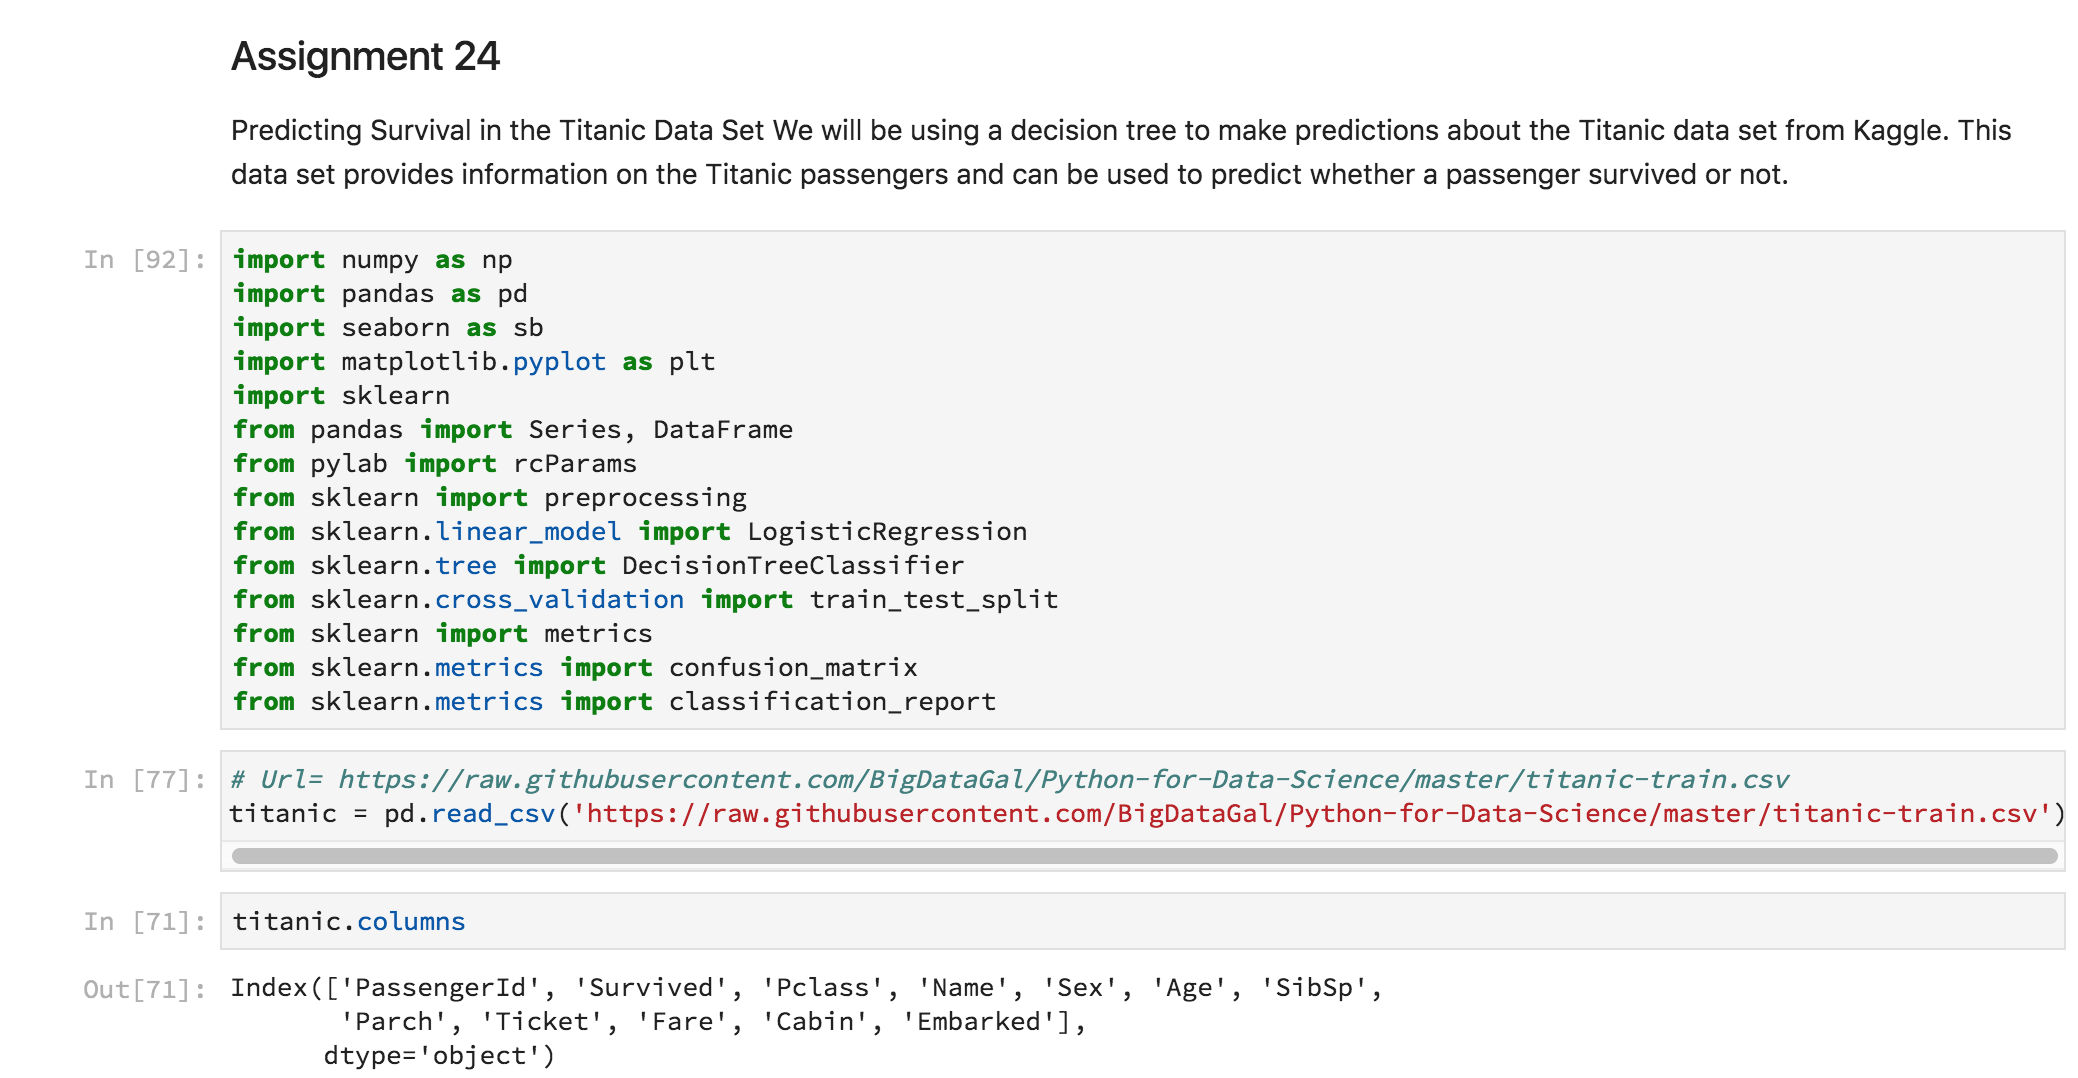 Assignment 24
Predicting Survival in the Titanic Data Set We will be using a decision tree to make predictions about the Titanic data set from Kaggle. This
data set provides information on the Titanic passengers and can be used to predict whether a passenger survived or not.
In [92]: import numpy as np
import pandas as pd
import seaborn as sb
import matplotlib.pyplot as plt
import sklearn
from pandas import Series, DataFrame
from pylab import rcParams
from sklearn import preprocessing
from sklearn.linear_model import LogisticRegression
from sklearn.tree import DecisionTreeClassifier
from sklearn.cross_validation import train_test_split
from sklearn import metrics
from sklearn.metrics import confusion_matrix
from sklearn.metrics import classification_report
In [77]: # Url= https://raw.githubusercontent.com/BigDataGal/Python-for-Data-Science/master/titanic-train.csv
titanic = pd.read_csv('https://raw.githubusercontent.com/BigDataGal/Python-for-Data-Science/master/titanic-train.csv')
In [71]: titanic.columns
Out[71]: Index(['PassengerId', 'Survived', 'Pclass', 'Name', 'Sex', 'Age', 'SibSp',
'Parch', 'Ticket', 'Fare', 'Cabin', 'Embarked'],
dtype='object')